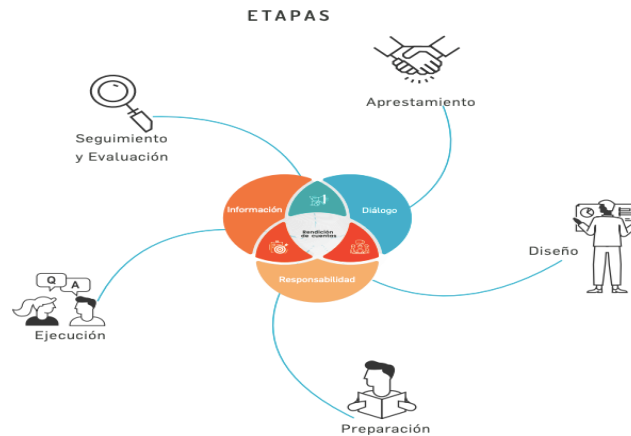 ETAPAS
Aprestamiento
Seguimiento
y Evaluación
Información
Diálogo
Rendición
de cuentas
Diseño
Responsabilidad
Q
A
Ejecución
Preparación